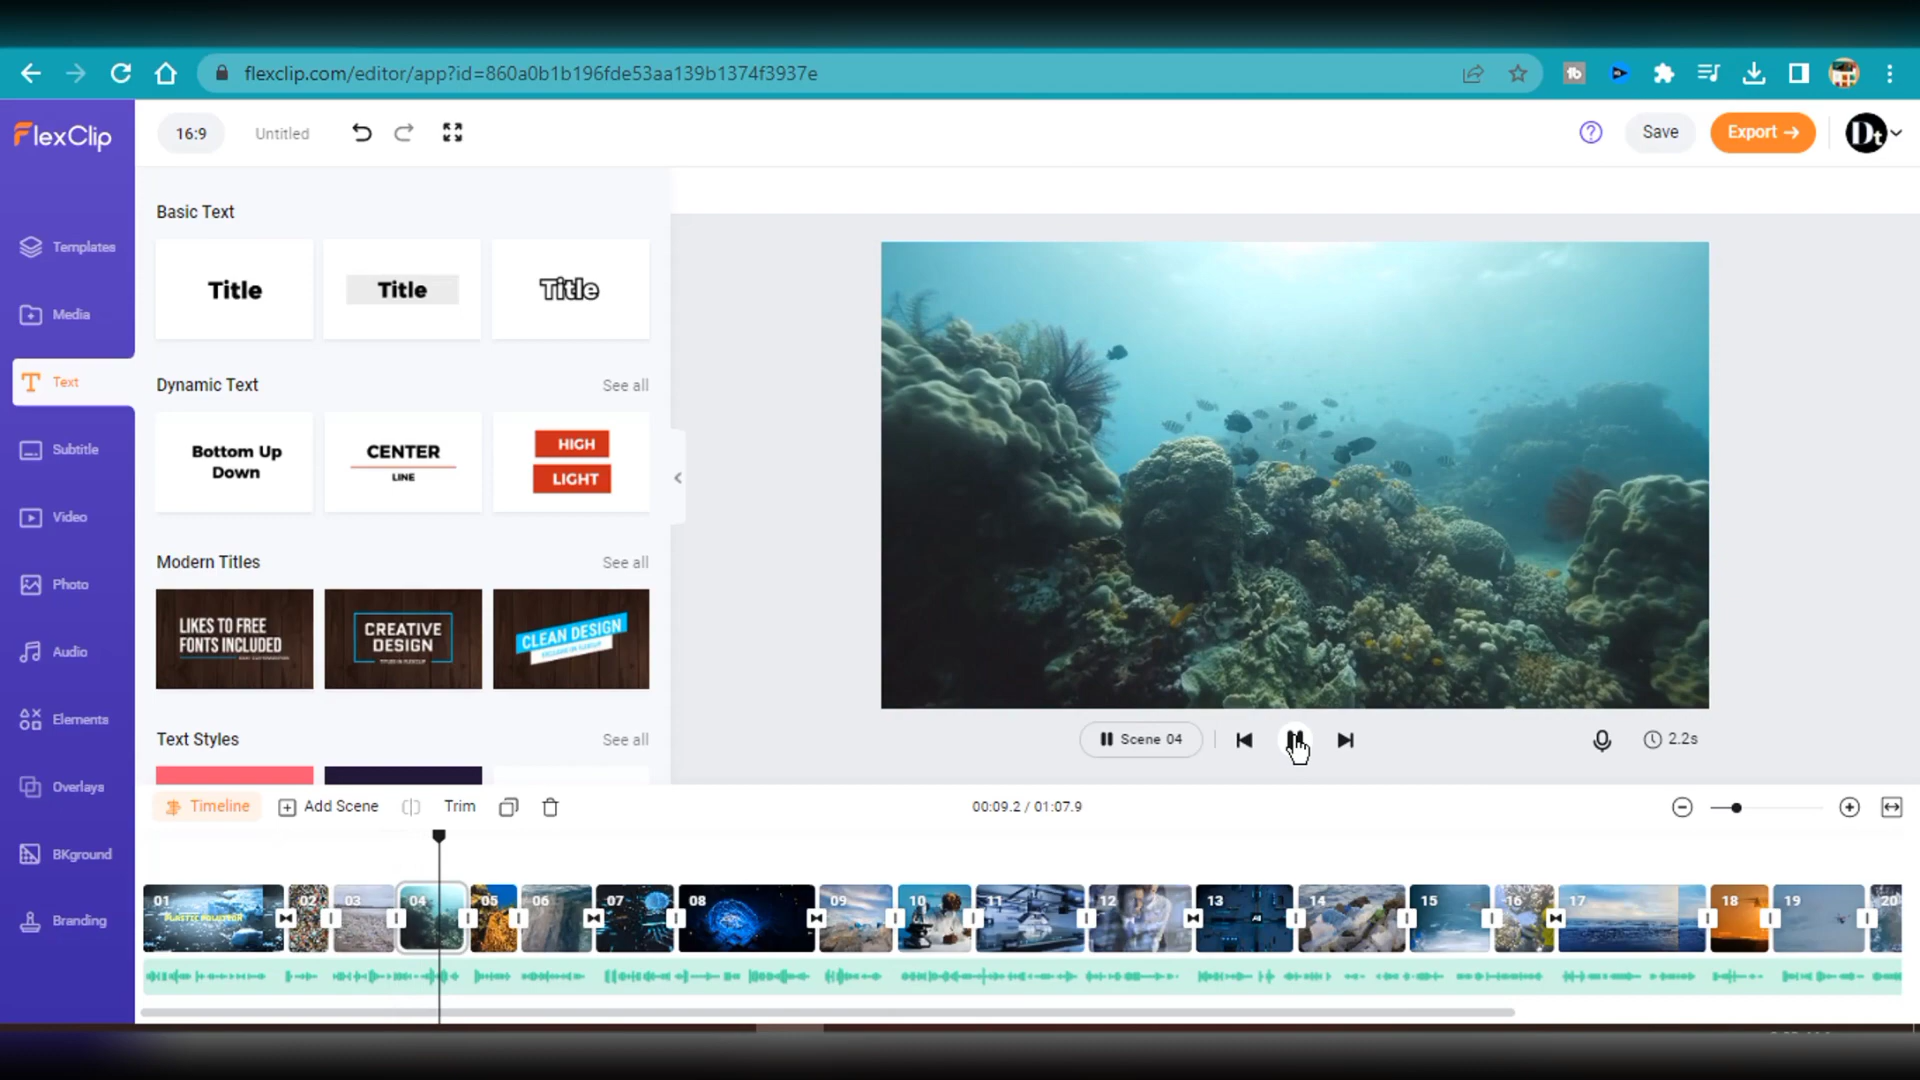 flexclip.com/editor/app?id=860a0b1b196fde53aa139b1374f3937e
FlexClip
16:9
Untitled
Save
Export →
Dt
Templates
Media
Text
Subtitle
Video
Photo
Audio
Elements
Overlays
BKground
Branding
Basic Text
Title
Title
Title
Dynamic Text
See all
Bottom Up
Down
CENTER
LINE
HIGH
LIGHT
Modern Titles
See all
LIKES TO FREE
FONTS INCLUDED
CREATIVE
DESIGN
CLEAN DESIGN
Text Styles
See all
Scene 04
2.2s
Timeline
Add Scene
Trim
00:09.2 / 01:07.9
01
PLASTIC POLLUTION
02
03
04
05
06
07
08
09
10
11
12
13
AI
14
15
16
17
18
19
20